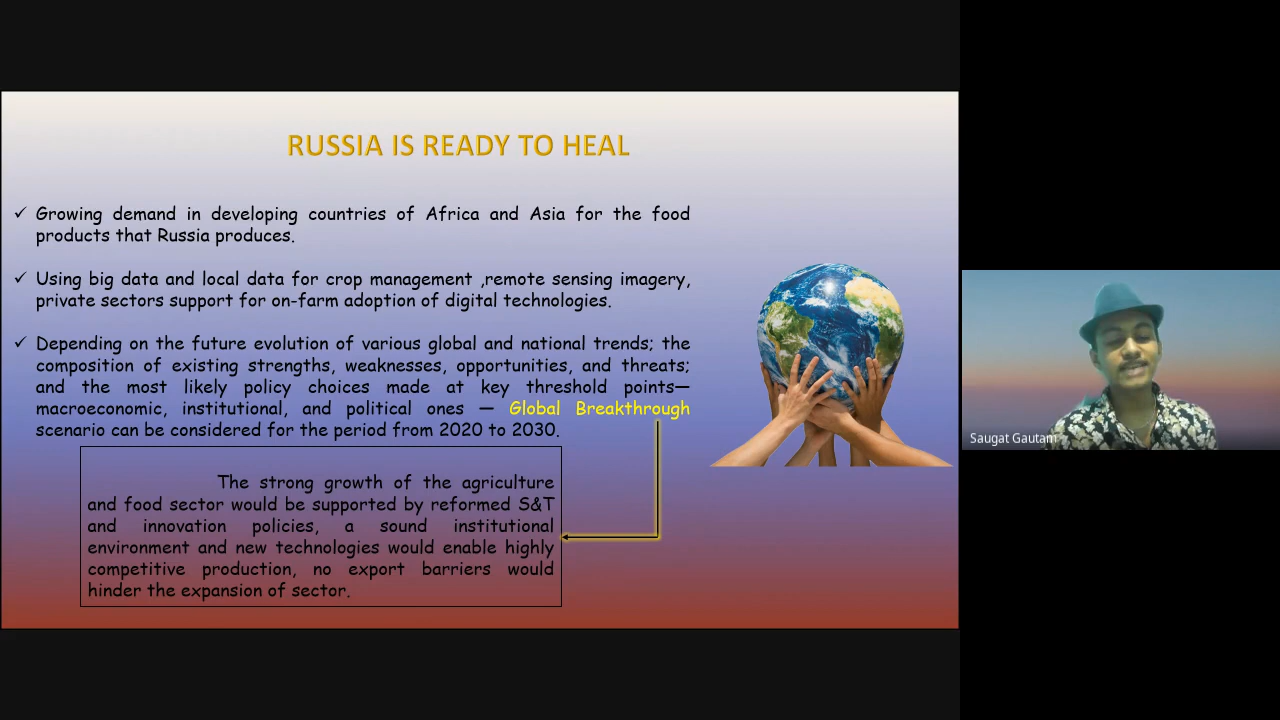 RUSSIA IS READY TO HEAL
✓ Growing demand in developing countries of Africa and Asia for the food
products that Russia produces.
✓ Using big data and local data for crop management ,remote sensing imagery,
private sectors support for on-farm adoption of digital technologies.
✓ Depending on the future evolution of various global and national trends; the
composition of existing strengths, weaknesses, opportunities, and threats;
and the most likely policy choices made at key threshold points—
macroeconomic, institutional, and political ones — Global Breakthrough
scenario can be considered for the period from 2020 to 2030.
The strong growth of the agriculture
and food sector would be supported by reformed S&T
and innovation policies, a sound institutional
environment and new technologies would enable highly
competitive production, no export barriers would
hinder the expansion of sector.
Saugat Gautam